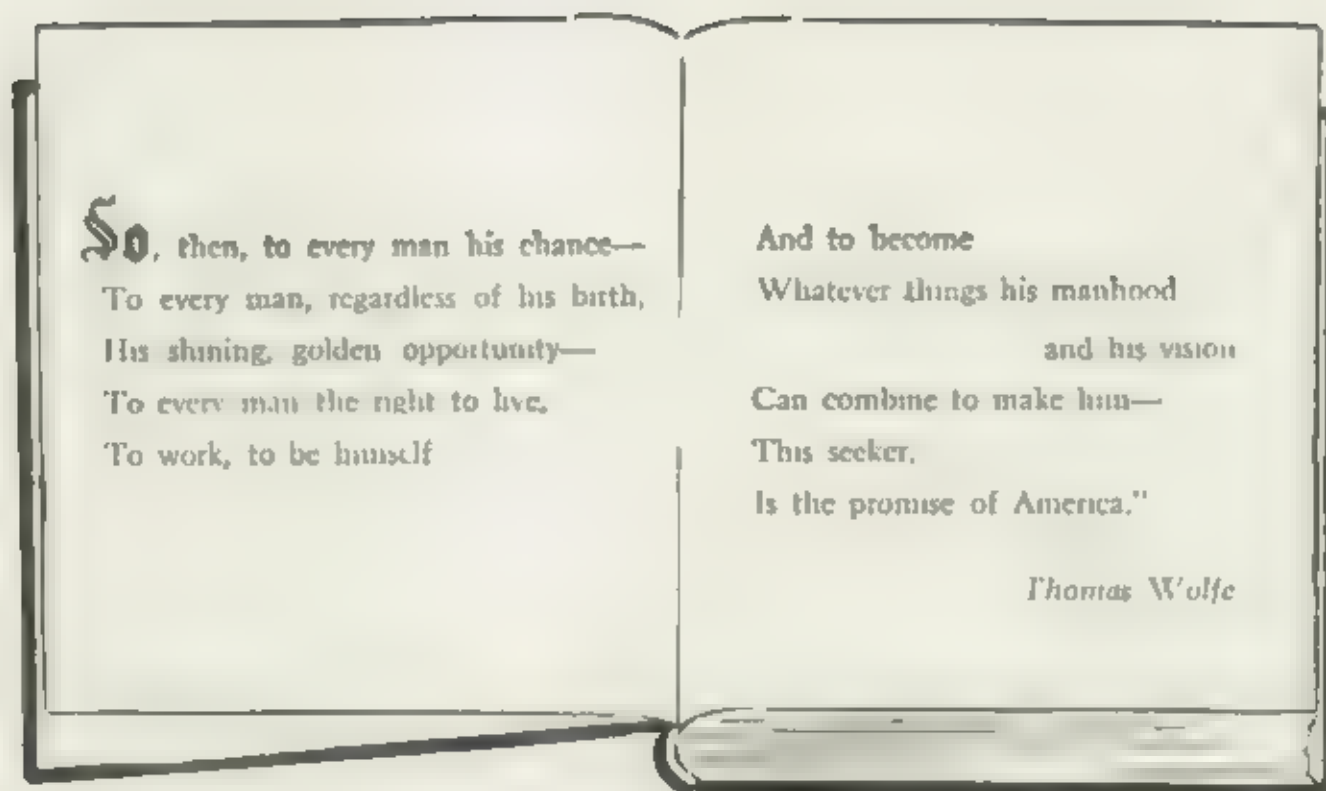 So, then, to every man his chance—
To every man, regardless of his birth,
His shining, golden opportunity—
To every man the right to live,
To work, to be himself
And to become
Whatever things his manhood
and his vision
Can combine to make him—
This seeker,
Is the promise of America."
Thomas Wolfe